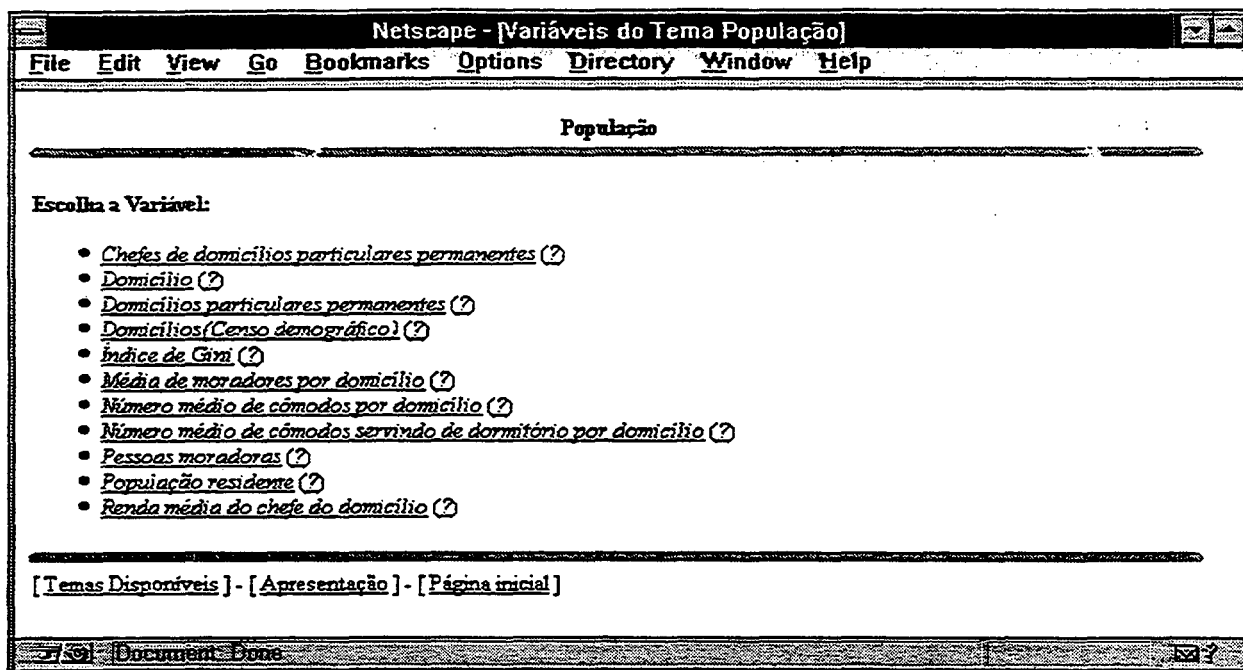 Netscape - [Variáveis do Tema População]
File Edit View Go Bookmarks Options Directory Window Help
População
Escolha a Variável:
• Chefes de domicílios particulares permanentes (?)
• Domicílio (?)
• Domicílios particulares permanentes (?)
• Domicílios(Censo demográfico) (?)
• Índice de Gini (?)
• Média de moradores por domicílio (?)
• Número médio de cômodos por domicílio (?)
• Número médio de cômodos servindo de dormitório por domicílio (?)
• Pessoas moradoras (?)
• População residente (?)
• Renda média do chefe do domicílio (?)
[ Temas Disponíveis ] - [ Apresentação ] - [ Página inicial ]
Document: Done